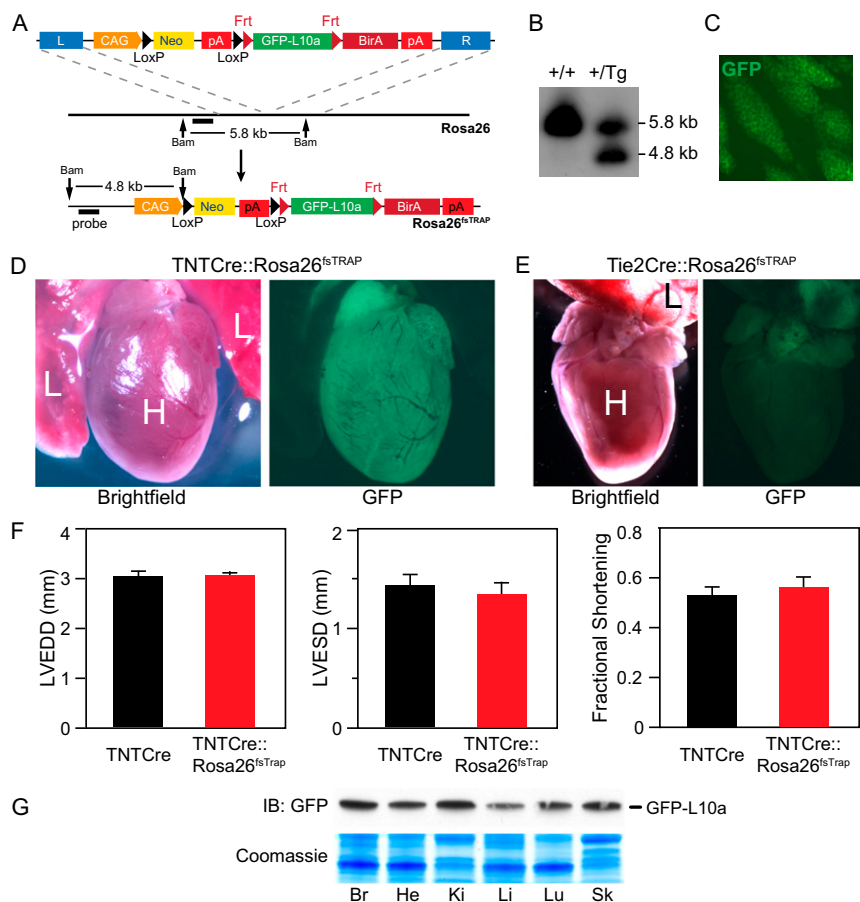 A
Frt Frt
L CAG Neo pA GFP-L10a BirA pA R
LoxP LoxP
Rosa26
5.8 kb
Bam Bam
Bam Bam
4.8 kb
Frt Frt
CAG Neo pA GFP-L10a BirA pA
probe LoxP LoxP Rosa26fsTRAP
B
+/+ +/Tg
5.8 kb
4.8 kb
C
GFP
D
TNTCre::Rosa26fsTRAP
L H L
Brightfield GFP
E
Tie2Cre::Rosa26fsTRAP
L
H
Brightfield GFP
F
LVEDD (mm)
4
3
2
1
0
TNTCre TNTCre::
Rosa26fsTrap
LVESD (mm)
2
1
0
TNTCre TNTCre::
Rosa26fsTrap
Fractional Shortening
0.8
0.6
0.4
0.2
0
TNTCre TNTCre::
Rosa26fsTrap
G
IB: GFP GFP-L10a
Coomassie
Br He Ki Li Lu Sk